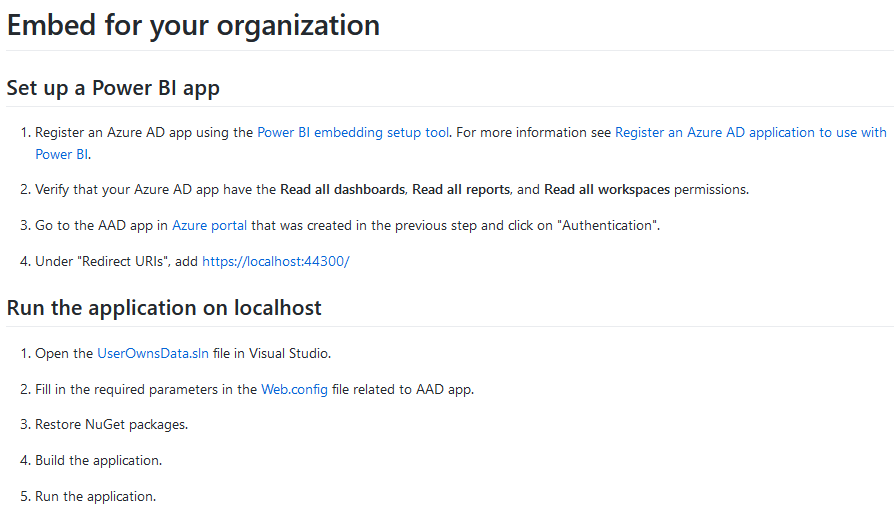 Embed for your organization
Set up a Power BI app
1. Register an Azure AD app using the Power BI embedding setup tool. For more information see Register an Azure AD application to use with
Power BI.
2. Verify that your Azure AD app have the Read all dashboards, Read all reports, and Read all workspaces permissions.
3. Go to the AAD app in Azure portal that was created in the previous step and click on "Authentication".
4. Under "Redirect URIs", add https://localhost:44300/
Run the application on localhost
1. Open the UserOwnsData.sln file in Visual Studio.
2. Fill in the required parameters in the Web.config file related to AAD app.
3. Restore NuGet packages.
4. Build the application.
5. Run the application.